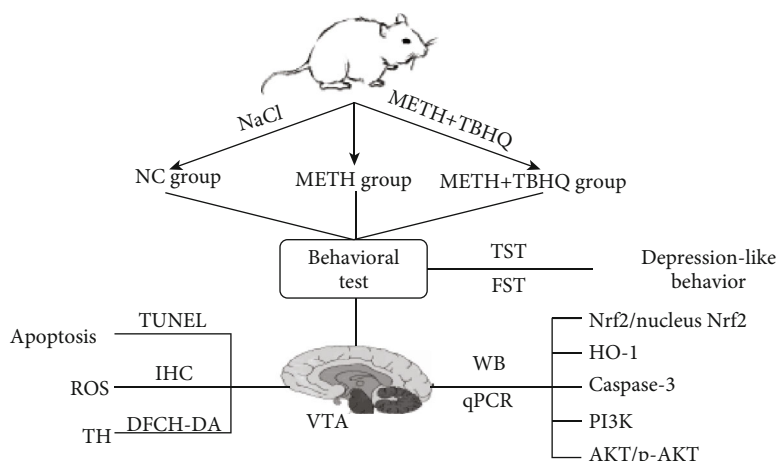 NaCl
METH+TBHQ
NC group
METH group
METH+TBHQ group
Behavioral
test
TST
FST
Depression-like
behavior
Apoptosis
TUNEL
ROS
IHC
TH
DFCH-DA
VTA
WB
qPCR
Nrf2/nucleus Nrf2
HO-1
Caspase-3
PI3K
AKT/p-AKT